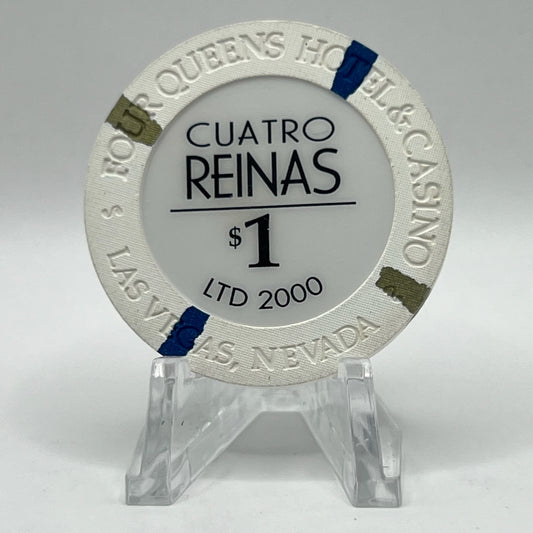 FOUR QUEENS HOTEL & CASINO
CUATRO
REINAS
$1
LTD 2000
$
LAS VEGAS, NEVADA